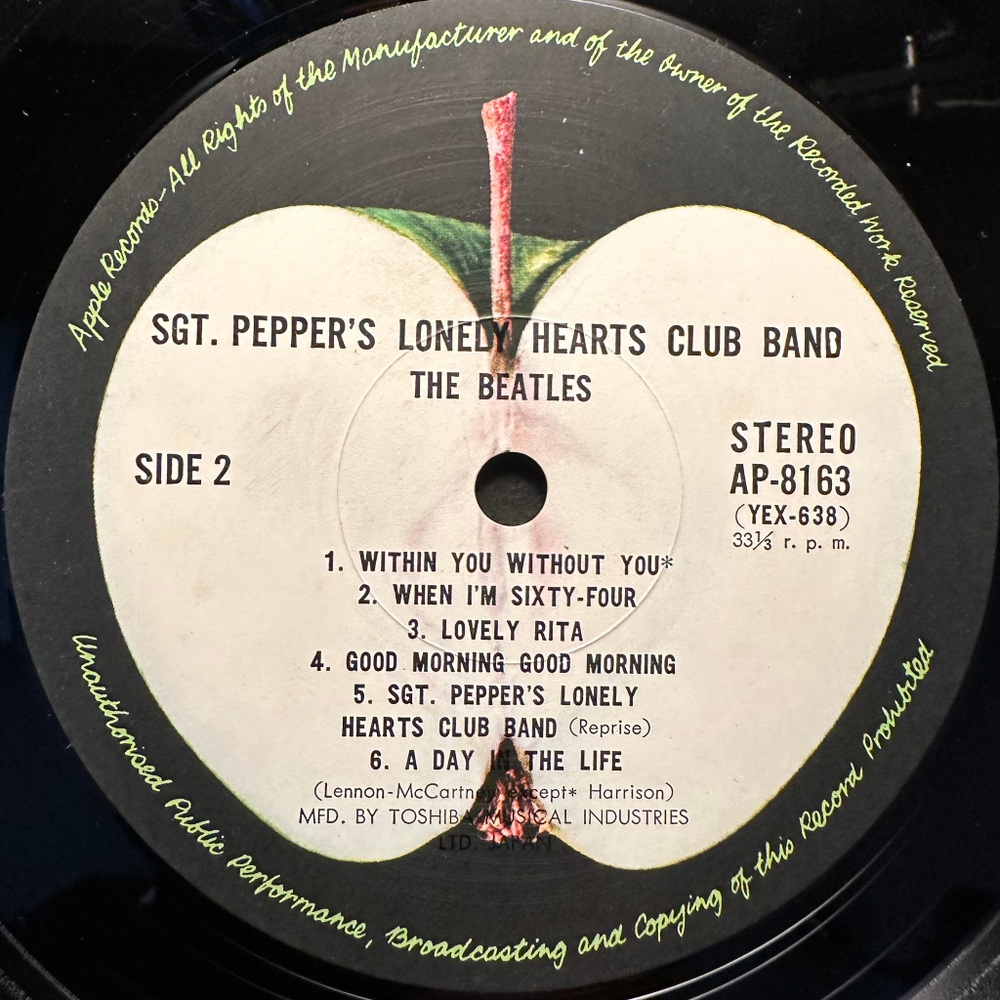 Apple Records–All Rights of the Manufacturer and of the Owner of the Recorded Work Reserved
SGT. PEPPER'S LONELY HEARTS CLUB BAND
THE BEATLES
SIDE 2
STEREO
AP-8163
(YEX-638)
33⅓ r. p. m.
1. WITHIN YOU WITHOUT YOU*
2. WHEN I'M SIXTY-FOUR
3. LOVELY RITA
4. GOOD MORNING GOOD MORNING
5. SGT. PEPPER'S LONELY
HEARTS CLUB BAND (Reprise)
6. A DAY IN THE LIFE
(Lennon-McCartney except* Harrison)
MFD. BY TOSHIBA MUSICAL INDUSTRIES
LTD. JAPAN
Unauthorised Public Performance, Broadcasting and Copying of this Record Prohibited